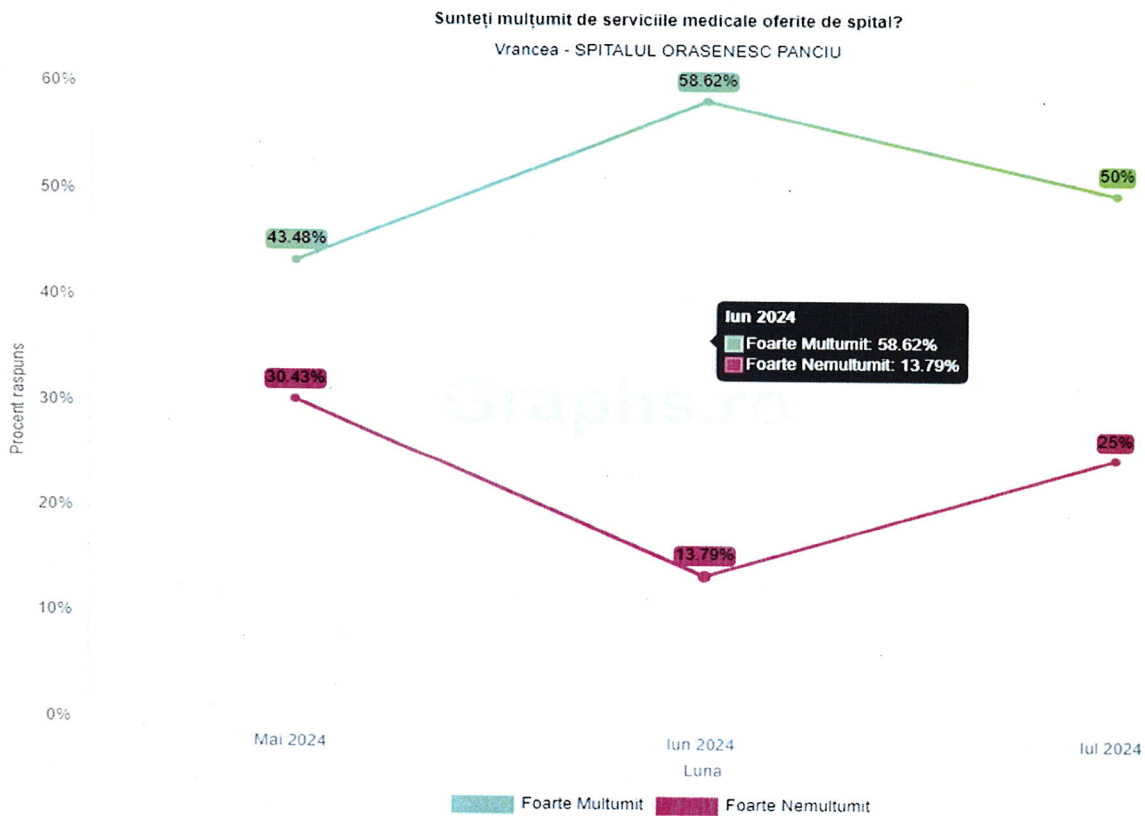 Sunteți mulțumit de serviciile medicale oferite de spital?
Vrancea - SPITALUL ORASENESC PANCIU
60%
58.62%
50%
50%
43.48%
40%
Iun 2024
Foarte Multumit: 58.62%
Foarte Nemultumit: 13.79%
30.43%
30%
Graphs.ro
Procent raspuns
25%
20%
13.79%
10%
0%
Mai 2024
Iun 2024
Iul 2024
Luna
Foarte Multumit
Foarte Nemultumit